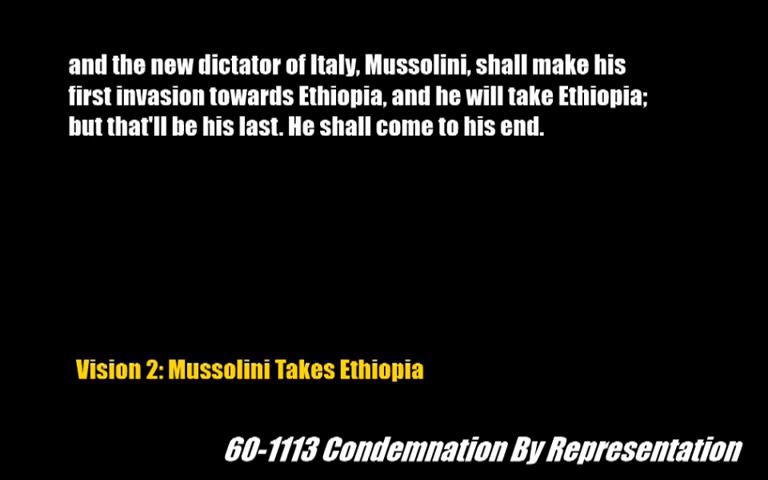 and the new dictator of Italy, Mussolini, shall make his
first invasion towards Ethiopia, and he will take Ethiopia;
but that'll be his last. He shall come to his end.
Vision 2: Mussolini Takes Ethiopia
60-1113 Condemnation By Representation